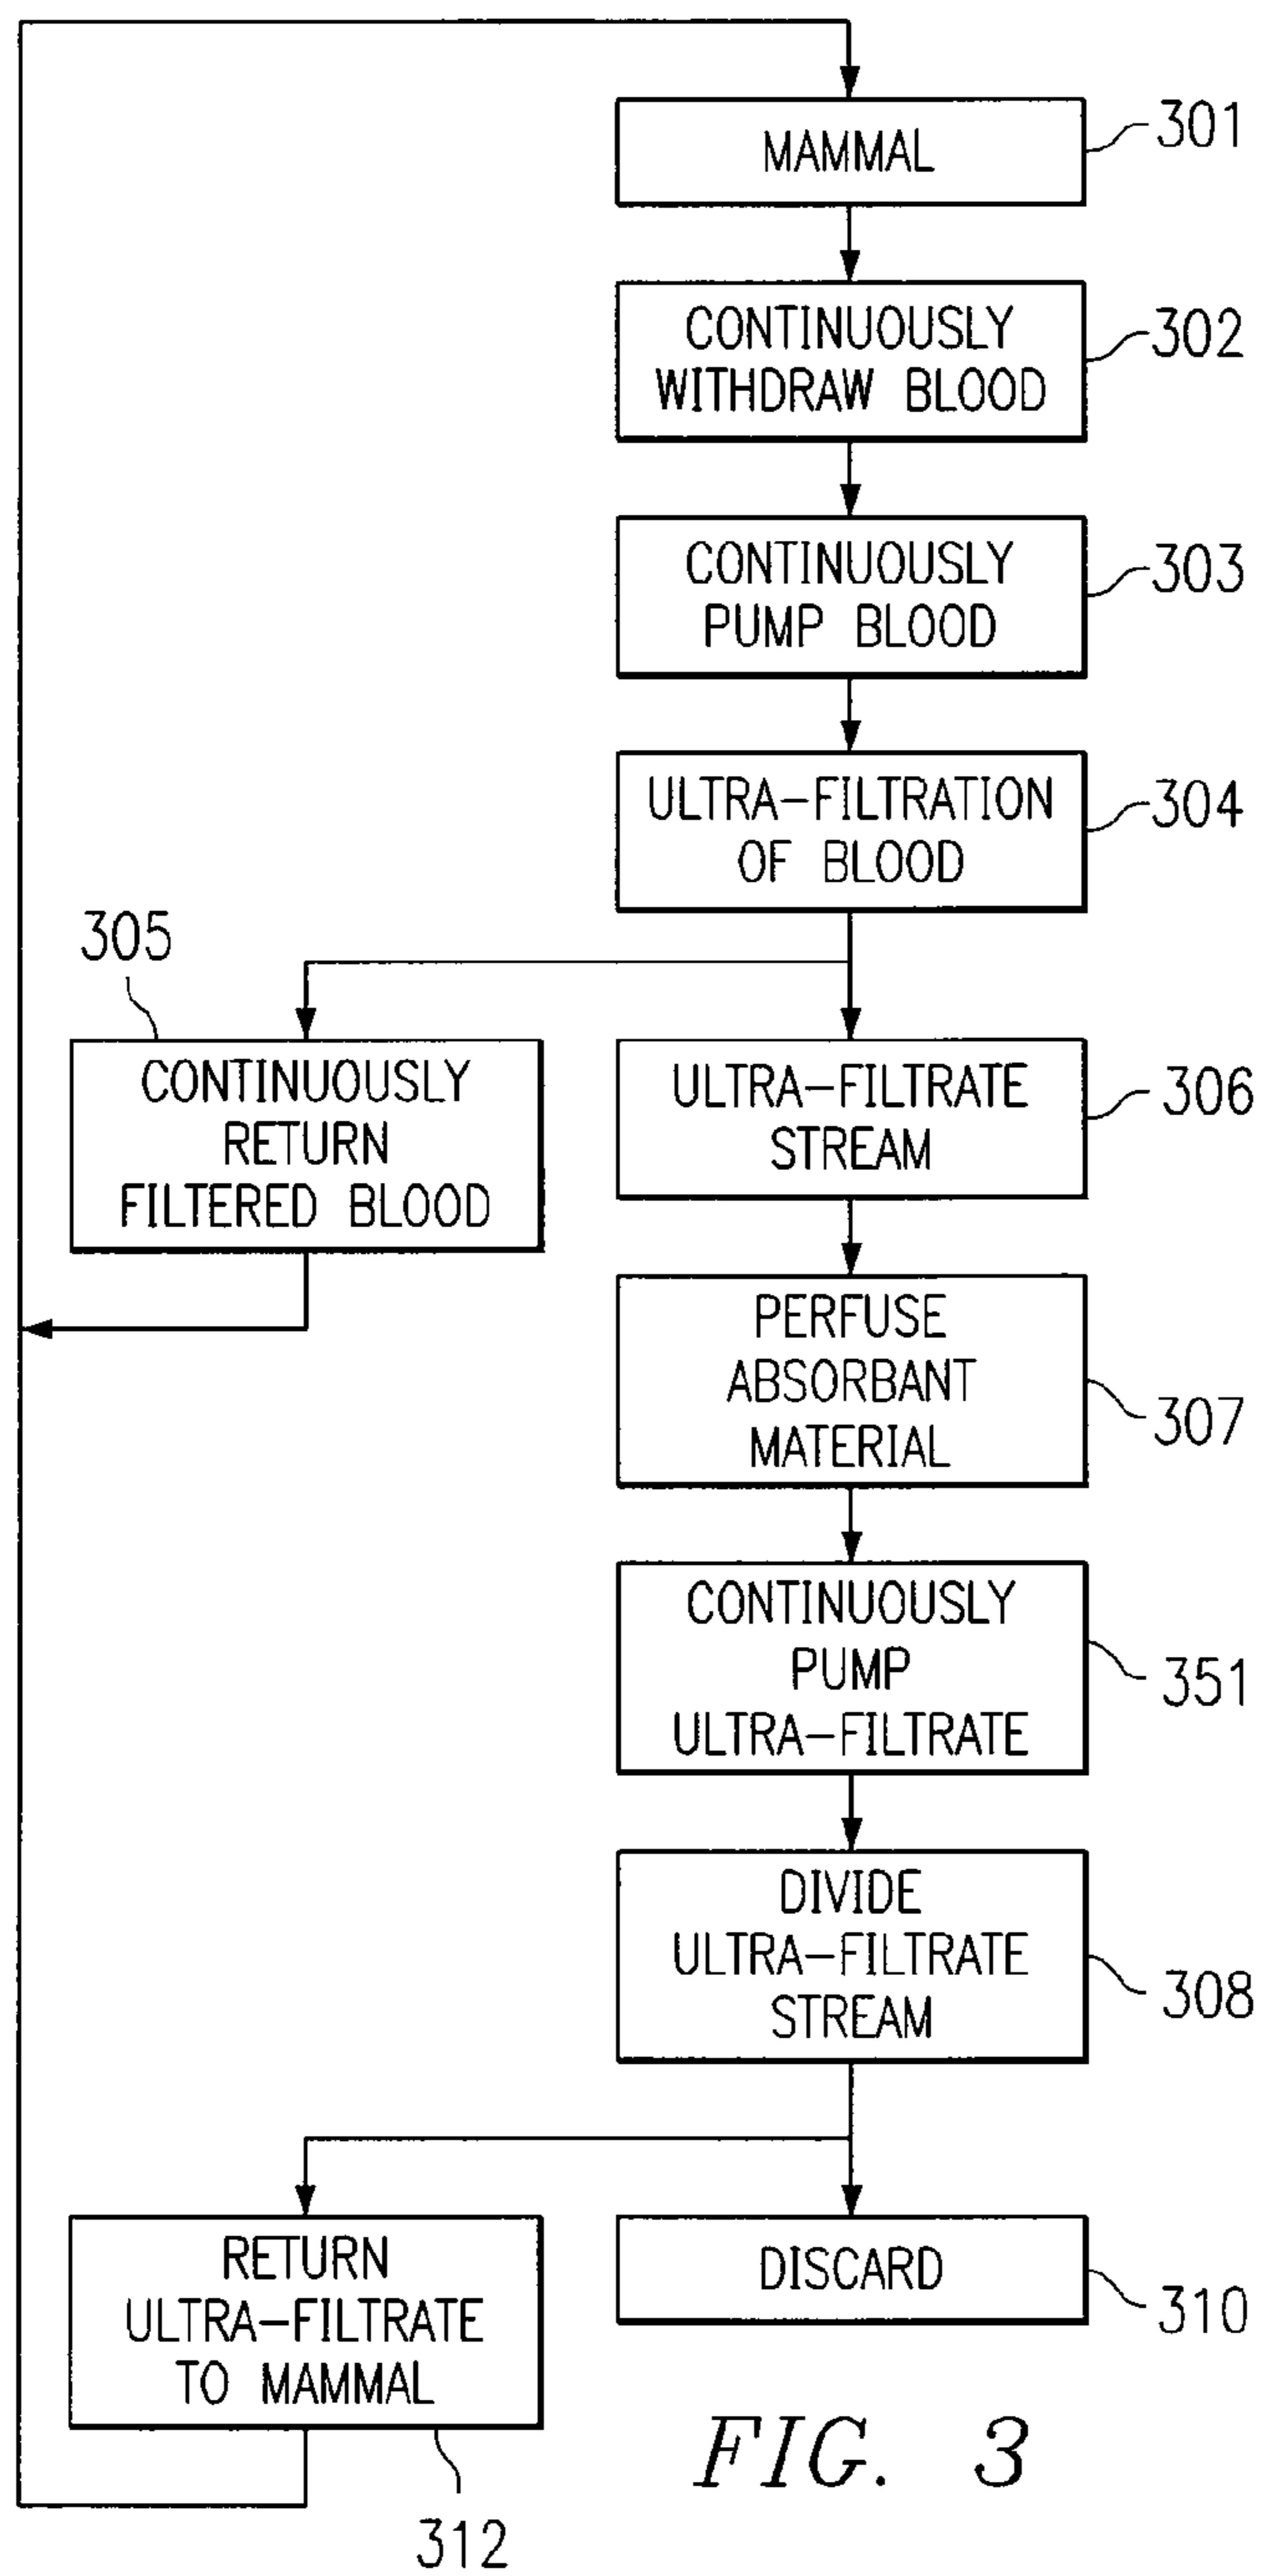 MAMMAL
301
CONTINUOUSLY
WITHDRAW BLOOD
302
CONTINUOUSLY
PUMP BLOOD
303
ULTRA-FILTRATION
OF BLOOD
304
305
CONTINUOUSLY
RETURN
FILTERED BLOOD
ULTRA-FILTRATE
STREAM
306
PERFUSE
ABSORBANT
MATERIAL
307
CONTINUOUSLY
PUMP
ULTRA-FILTRATE
351
DIVIDE
ULTRA-FILTRATE
STREAM
308
RETURN
ULTRA-FILTRATE
TO MAMMAL
312
DISCARD
310
FIG. 3